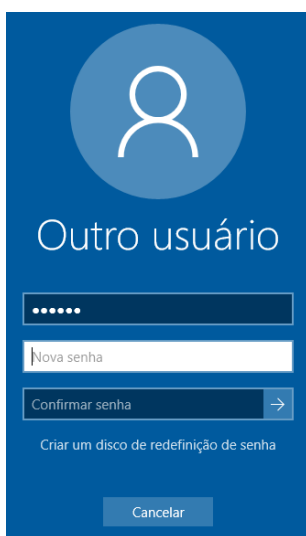 Outro usuário
••••••
Nova senha
Confirmar senha
Criar um disco de redefinição de senha
Cancelar